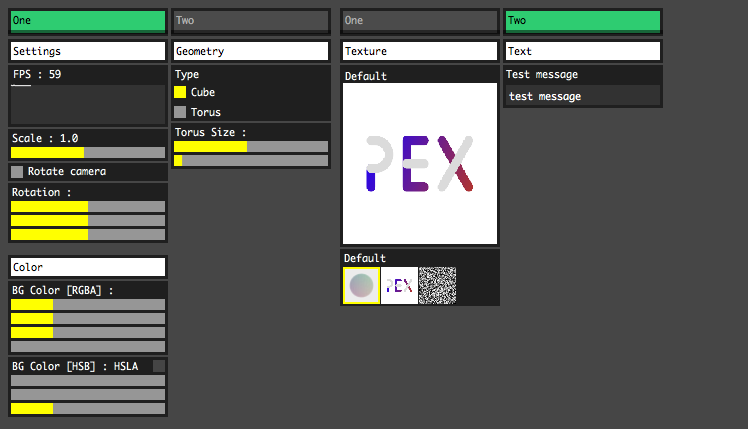 One
Settings
FPS : 59
Scale : 1.0
Rotate camera
Rotation :
Color
BG Color [RGBA] :
BG Color [HSB] : HSLA
Two
Geometry
Type
Cube
Torus
Torus Size :
One
Texture
Default
PEX
Default
PEX
Two
Text
Test message
test message